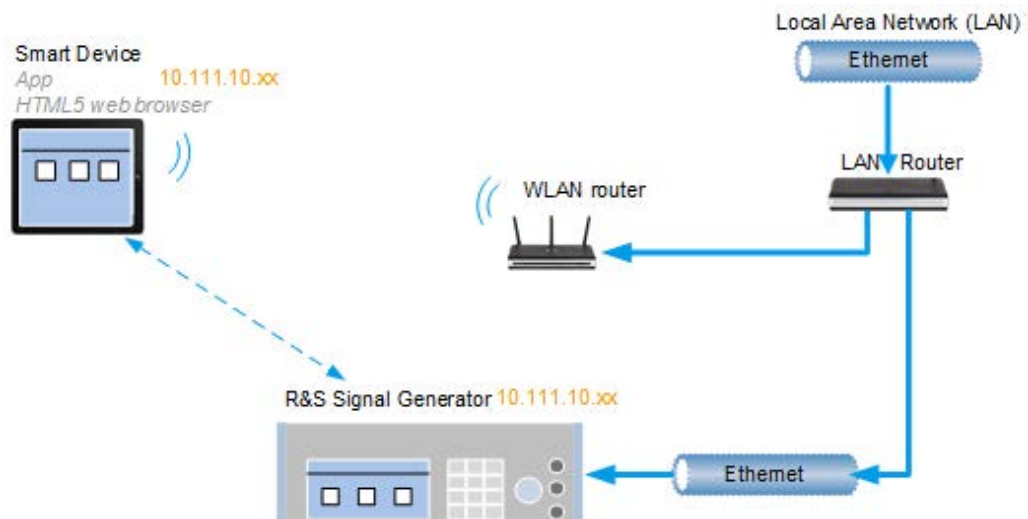 Local Area Network (LAN)
Ethernet
Smart Device
App
10.111.10.xx
HTML5 web browser
LAN Router
WLAN router
R&S Signal Generator 10.111.10.xx
Ethernet